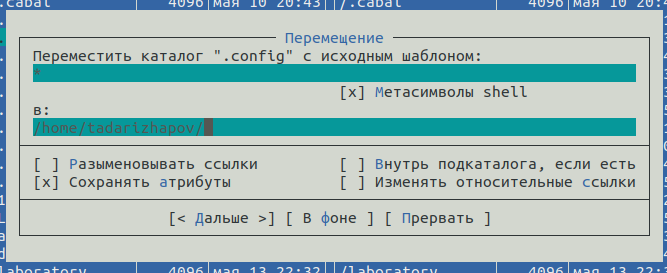 .cabal 4096 мая 10 20:43 /.cabal 4096 мая 10 20:4
Перемещение
Переместить каталог ".config" с исходным шаблоном:
*
[x] Метасимволы shell
в:
/home/tadarizhapov/
[ ] Разыменовывать ссылки [ ] Внутрь подкаталога, если есть
[x] Сохранять атрибуты [ ] Изменять относительные ссылки
[< Дальше >] [ В фоне ] [ Прервать ]
laboratory 4096 мая 13 22:32 /laboratory 4096 мая 13 22:3